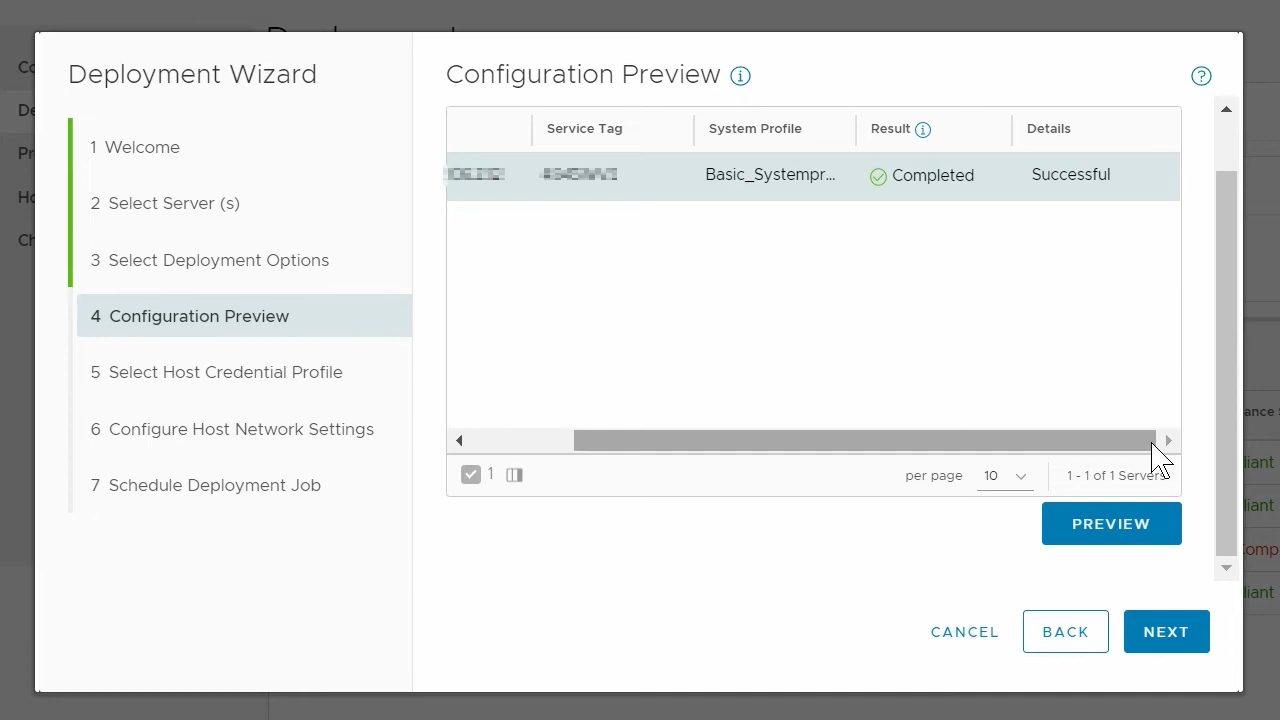 Deployment Wizard
1 Welcome
2 Select Server (s)
3 Select Deployment Options
4 Configuration Preview
5 Select Host Credential Profile
6 Configure Host Network Settings
7 Schedule Deployment Job
Configuration Preview
Service Tag System Profile Result Details
Basic_Systempr... Completed Successful
1 per page 10 1 - 1 of 1 Servers
PREVIEW
CANCEL BACK NEXT